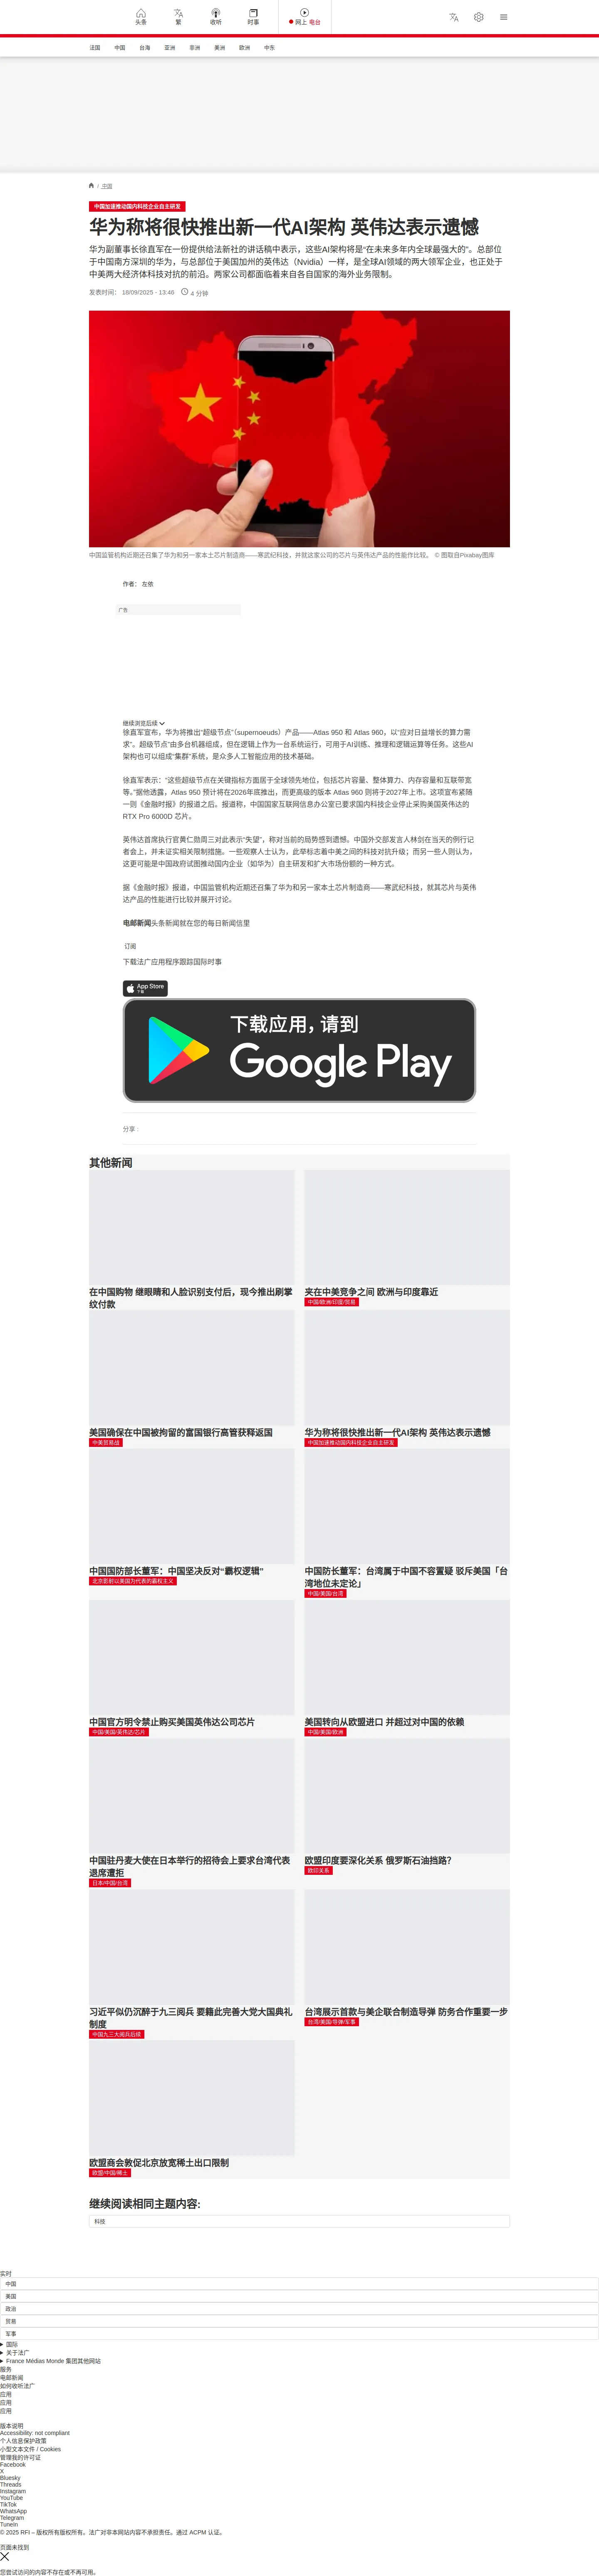 头条
繁
收听
时事
网上 电台
法国 中国 台海 亚洲 非洲 美洲 欧洲 中东
/ 中国
中国加速推动国内科技企业自主研发
华为称将很快推出新一代AI架构 英伟达表示遗憾
华为副董事长徐直军在一份提供给法新社的讲话稿中表示，这些AI架构将是“在未来多年内全球最强大的”。总部位
于中国南方深圳的华为，与总部位于美国加州的英伟达（Nvidia）一样，是全球AI领域的两大领军企业，也正处于
中美两大经济体科技对抗的前沿。两家公司都面临着来自各自国家的海外业务限制。
发表时间： 18/09/2025 - 13:46 4 分钟
中国监管机构近期还召集了华为和另一家本土芯片制造商——寒武纪科技，并就这家公司的芯片与英伟达产品的性能作比较。 © 图取自Pixabay图库
作者： 左侬
广告
继续浏览后续
徐直军宣布，华为将推出“超级节点”（supernoeuds）产品——Atlas 950 和 Atlas 960，以“应对日益增长的算力需
求”。超级节点”由多台机器组成，但在逻辑上作为一台系统运行，可用于AI训练、推理和逻辑运算等任务。这些AI
架构也可以组成“集群”系统，是众多人工智能应用的技术基础。
徐直军表示：“这些超级节点在关键指标方面居于全球领先地位，包括芯片容量、整体算力、内存容量和互联带宽
等。”据他透露，Atlas 950 预计将在2026年底推出，而更高级的版本 Atlas 960 则将于2027年上市。这项宣布紧随
一则《金融时报》的报道之后。报道称，中国国家互联网信息办公室已要求国内科技企业停止采购美国英伟达的
RTX Pro 6000D 芯片。
英伟达首席执行官黄仁勋周三对此表示“失望”，称对当前的局势感到遗憾。中国外交部发言人林剑在当天的例行记
者会上，并未证实相关限制措施。一些观察人士认为，此举标志着中美之间的科技对抗升级；而另一些人则认为，
这更可能是中国政府试图推动国内企业（如华为）自主研发和扩大市场份额的一种方式。
据《金融时报》报道，中国监管机构近期还召集了华为和另一家本土芯片制造商——寒武纪科技，就其芯片与英伟
达产品的性能进行比较并展开讨论。
电邮新闻头条新闻就在您的每日新闻信里
订阅
下载法广应用程序跟踪国际时事
App Store
下载
下载应用，请到
Google Play
分享 :
其他新闻
在中国购物 继眼睛和人脸识别支付后，现今推出刷掌
纹付款
夹在中美竞争之间 欧洲与印度靠近
中国/欧洲/印度/贸易
美国确保在中国被拘留的富国银行高管获释返国
中美贸易战
华为称将很快推出新一代AI架构 英伟达表示遗憾
中国加速推动国内科技企业自主研发
中国国防部长董军：中国坚决反对“霸权逻辑”
北京影射以美国为代表的霸权主义
中国防长董军：台湾属于中国不容置疑 驳斥美国「台
湾地位未定论」
中国/美国/台湾
中国官方明令禁止购买美国英伟达公司芯片
中国/美国/英伟达/芯片
美国转向从欧盟进口 并超过对中国的依赖
中国/美国/欧洲
中国驻丹麦大使在日本举行的招待会上要求台湾代表
退席遭拒
日本/中国/台湾
欧盟印度要深化关系 俄罗斯石油挡路?
欧印关系
习近平似仍沉醉于九三阅兵 要籍此完善大党大国典礼
制度
中国九三大阅兵后续
台湾展示首款与美企联合制造导弹 防务合作重要一步
台湾/美国/导弹/军事
欧盟商会敦促北京放宽稀土出口限制
欧盟/中国/稀土
继续阅读相同主题内容:
科技
实时
中国
美国
政治
贸易
军事
国际
关于法广
France Médias Monde 集团其他网站
服务
电邮新闻
如何收听法广
应用
应用
应用
版本说明
Accessibility: not compliant
个人信息保护政策
小型文本文件 / Cookies
管理我的许可证
Facebook
X
Bluesky
Threads
Instagram
YouTube
TikTok
WhatsApp
Telegram
TuneIn
© 2025 RFI – 版权所有版权所有。法广对非本网站内容不承担责任。通过 ACPM 认证。
页面未找到
您尝试访问的内容不存在或不再可用。